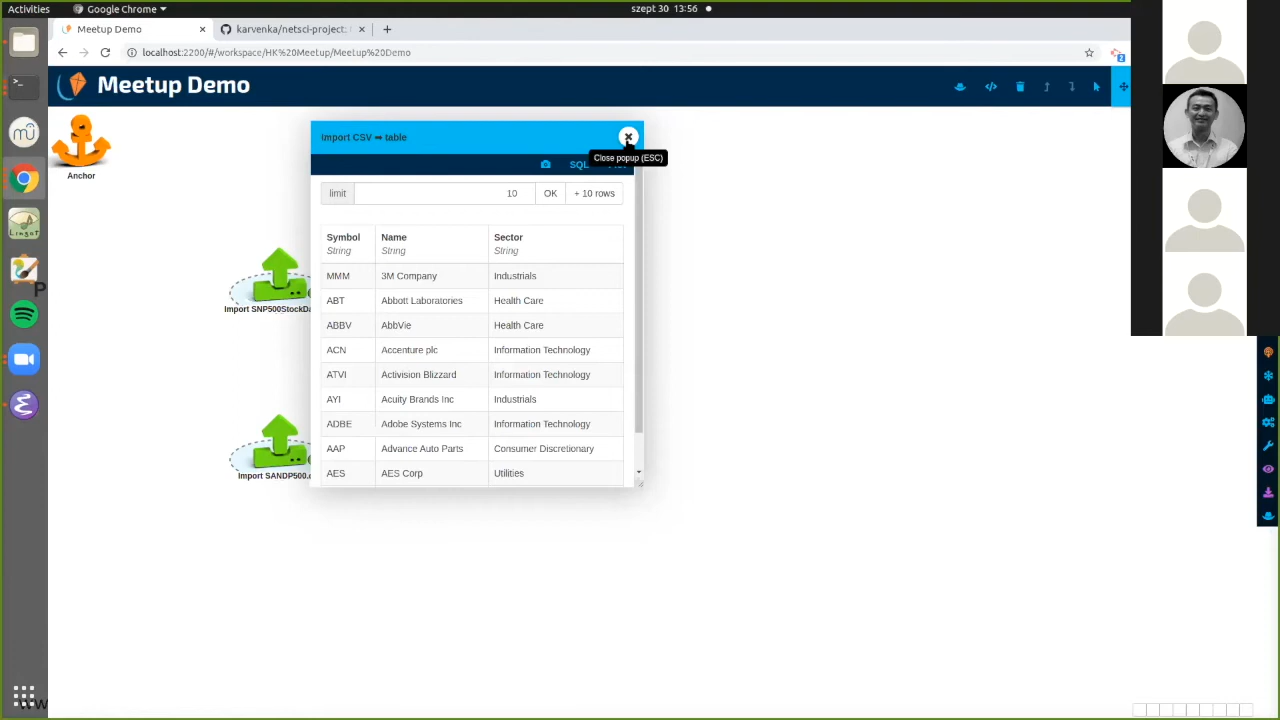 Activities Google Chrome szept 30 13:56
Meetup Demo karvenka/netsci-project:
localhost:2200/#/workspace/HK%20Meetup/Meetup%20Demo
2
Meetup Demo
Anchor
Import CSV ➡ table
Close popup (ESC)
SQL
limit 10 OK + 10 rows
Symbol Name Sector
String String String
MMM 3M Company Industrials
ABT Abbott Laboratories Health Care
ABBV AbbVie Health Care
ACN Accenture plc Information Technology
ATVI Activision Blizzard Information Technology
AYI Acuity Brands Inc Industrials
ADBE Adobe Systems Inc Information Technology
AAP Advance Auto Parts Consumer Discretionary
AES AES Corp Utilities
Import SNP500StockDa
Import SANDP500.
LINGOT
P